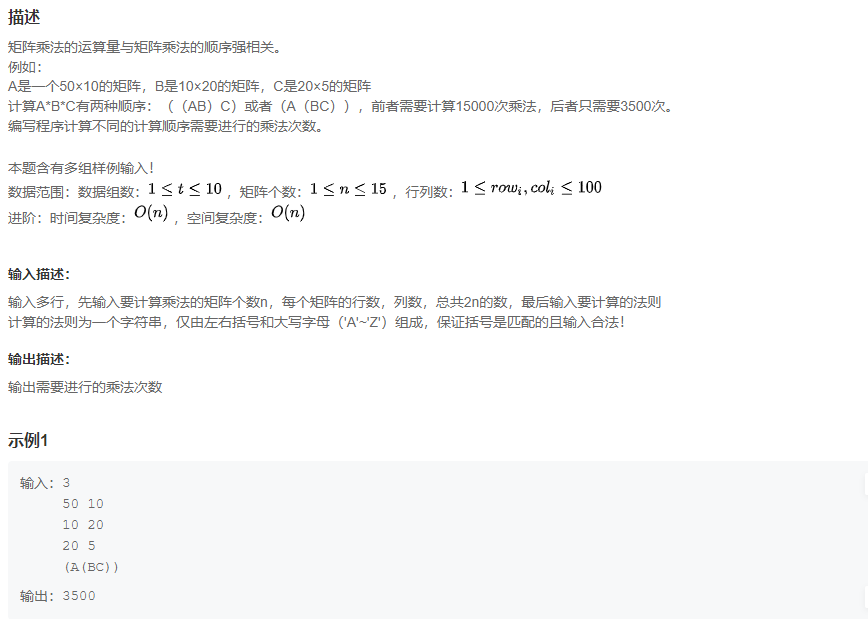 描述
矩阵乘法的运算量与矩阵乘法的顺序强相关。
例如：
A是一个50×10的矩阵，B是10×20的矩阵，C是20×5的矩阵
计算A*B*C有两种顺序：（（AB）C）或者（A（BC）），前者需要计算15000次乘法，后者只需要3500次。
编写程序计算不同的计算顺序需要进行的乘法次数。
本题含有多组样例输入！
数据范围：数据组数：1 ≤ t ≤ 10，矩阵个数：1 ≤ n ≤ 15，行列数：1 ≤ row_i, col_i ≤ 100
进阶：时间复杂度：O(n)，空间复杂度：O(n)
输入描述：
输入多行，先输入要计算乘法的矩阵个数n，每个矩阵的行数，列数，总共2n的数，最后输入要计算的法则
计算的法则为一个字符串，仅由左右括号和大写字母（'A'~'Z'）组成，保证括号是匹配的且输入合法！
输出描述：
输出需要进行的乘法次数
示例1
输入：3
50 10
10 20
20 5
(A(BC))
输出：3500